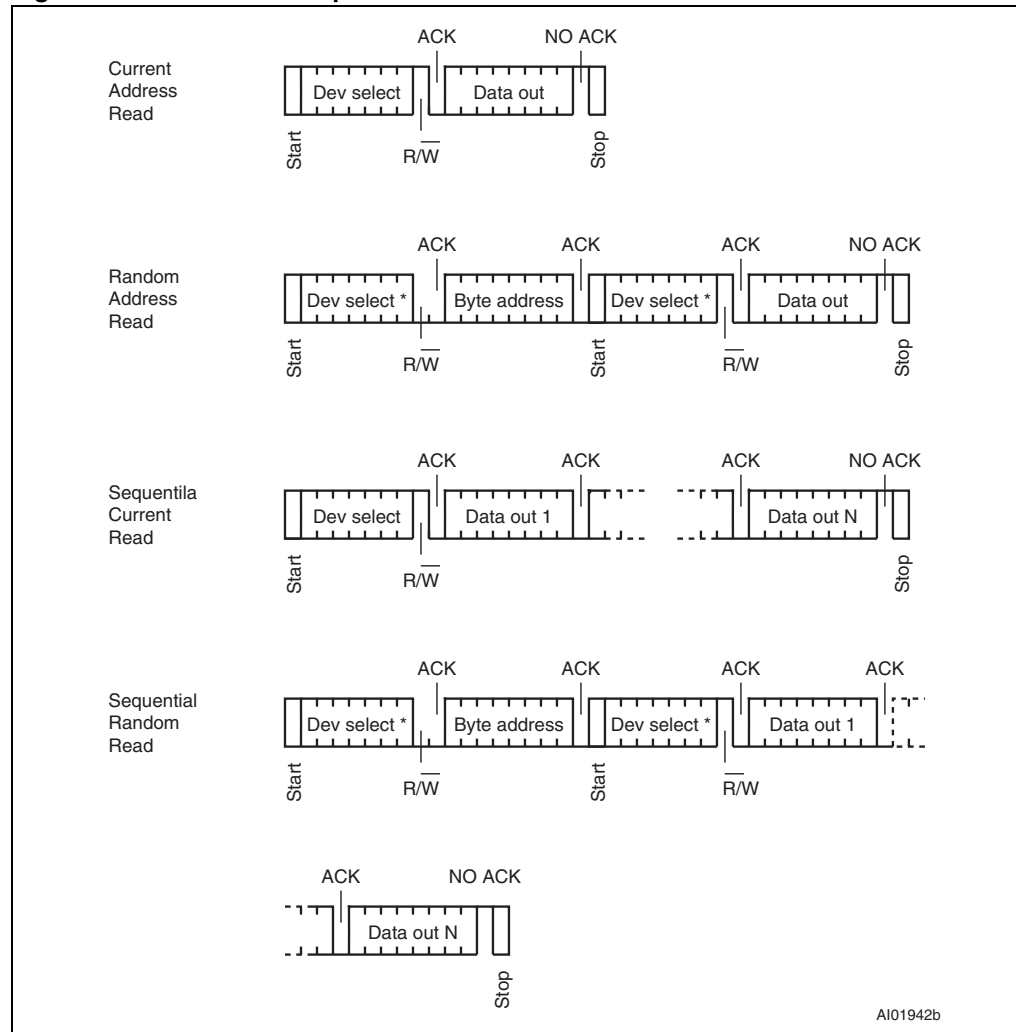 ACK NO ACK
Current
Address
Read
Dev select Data out
Start R/W̅ Stop
ACK ACK ACK NO ACK
Random
Address
Read
Dev select * Byte address Dev select * Data out
Start R/W̅ Start R̅/W Stop
ACK ACK ACK NO ACK
Sequentila
Current
Read
Dev select Data out 1 Data out N
Start R/W̅ Stop
ACK ACK ACK ACK
Sequential
Random
Read
Dev select * Byte address Dev select * Data out 1
Start R/W̅ Start R̅/W
ACK NO ACK
Data out N
Stop
AI01942b